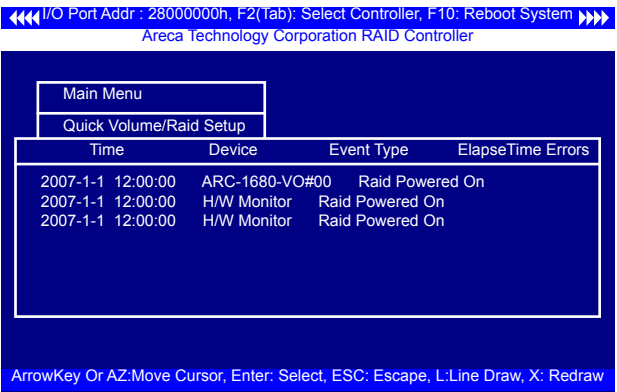 I/O Port Addr : 28000000h, F2(Tab): Select Controller, F10: Reboot System
Areca Technology Corporation RAID Controller
Main Menu
Quick Volume/Raid Setup
Time Device Event Type ElapseTime Errors
2007-1-1 12:00:00 ARC-1680-VO#00 Raid Powered On
2007-1-1 12:00:00 H/W Monitor Raid Powered On
2007-1-1 12:00:00 H/W Monitor Raid Powered On
ArrowKey Or AZ:Move Cursor, Enter: Select, ESC: Escape, L:Line Draw, X: Redraw